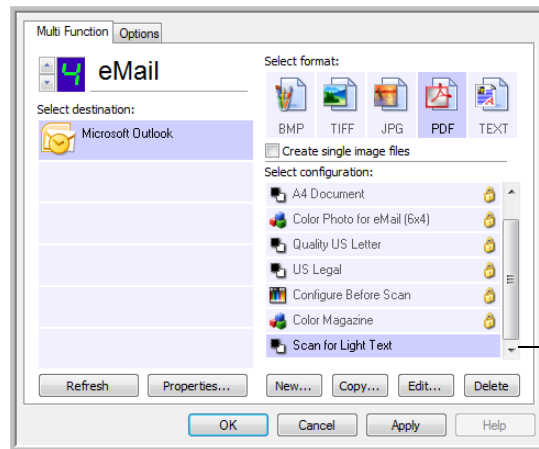 Multi Function Options
4 eMail
Select destination:
Microsoft Outlook
Select format:
BMP TIFF JPG PDF TEXT
Create single image files
Select configuration:
A4 Document
Color Photo for eMail (6x4)
Quality US Letter
US Legal
Configure Before Scan
Color Magazine
Scan for Light Text
Refresh Properties... New... Copy... Edit... Delete
OK Cancel Apply Help